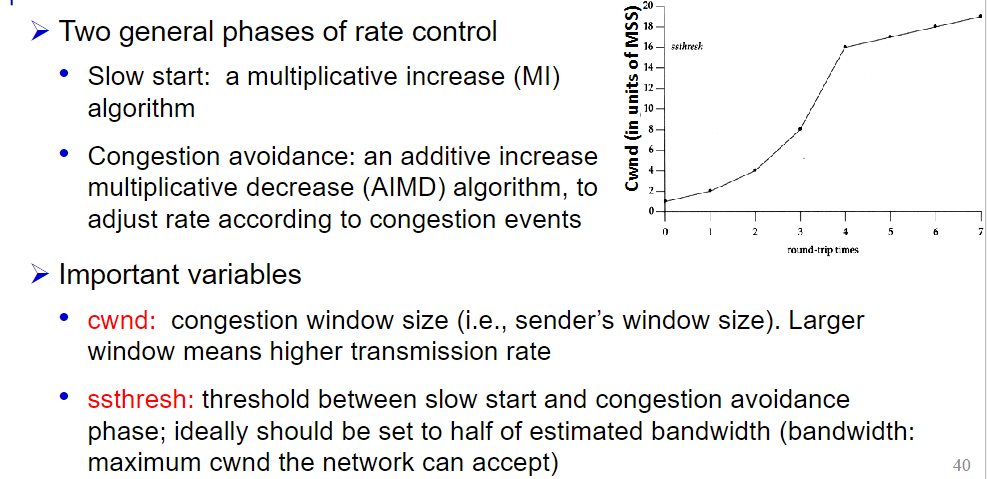 Two general phases of rate control
Slow start:  a multiplicative increase (MI)
algorithm
Congestion avoidance: an additive increase
multiplicative decrease (AIMD) algorithm, to
adjust rate according to congestion events
Cwnd (in units of MSS)
20
18
16
14
12
10
8
6
4
2
0
ssthresh
0 1 2 3 4 5 6 7
round-trip times
Important variables
cwnd:  congestion window size (i.e., sender's window size). Larger
window means higher transmission rate
ssthresh: threshold between slow start and congestion avoidance
phase; ideally should be set to half of estimated bandwidth (bandwidth:
maximum cwnd the network can accept)
40